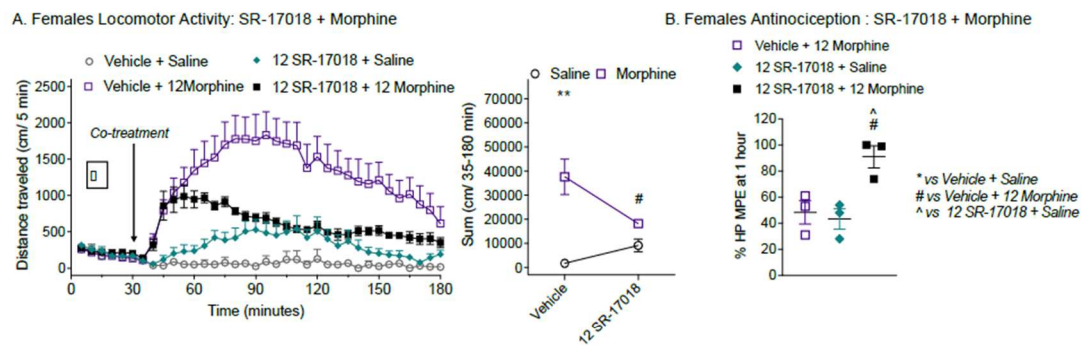 A. Females Locomotor Activity: SR-17018 + Morphine
B. Females Antinociception : SR-17018 + Morphine
Vehicle + Saline
12 SR-17018 + Saline
Vehicle + 12Morphine
12 SR-17018 + 12 Morphine
Co-treatment
Distance traveled (cm/ 5 min)
2500
2000
1500
1000
500
0
0 30 60 90 120 150 180
Time (minutes)
Saline Morphine
**
#
Sum (cm/ 35-180 min)
70000
60000
50000
40000
30000
20000
10000
0
Vehicle
12 SR-17018
Vehicle + 12 Morphine
12 SR-17018 + Saline
12 SR-17018 + 12 Morphine
^
#
% HP MPE at 1 hour
120
100
80
60
40
20
0
* vs Vehicle + Saline
# vs Vehicle + 12 Morphine
^ vs 12 SR-17018 + Saline